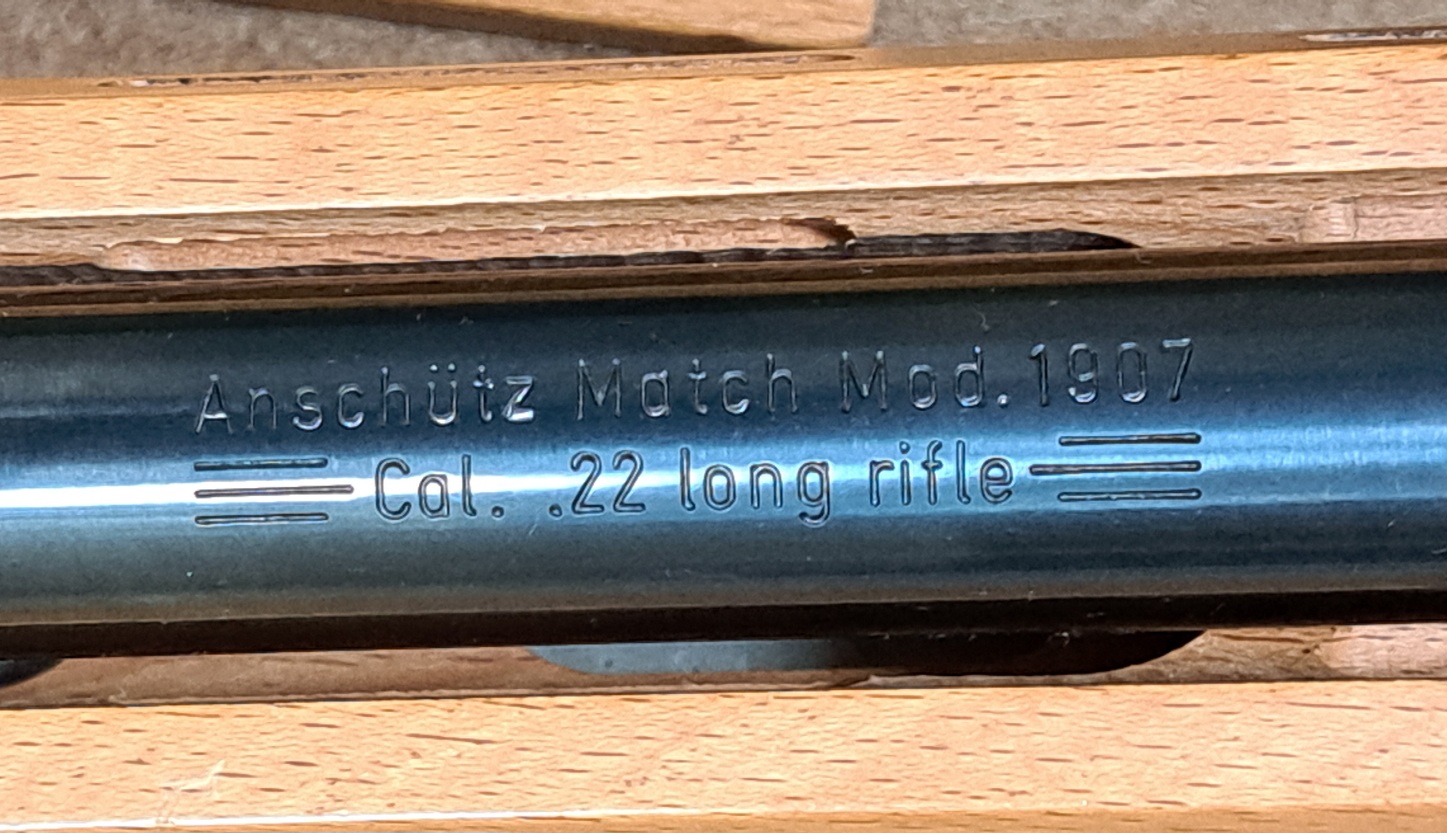 Anschütz Match Mod. 1907
Cal. .22 long rifle